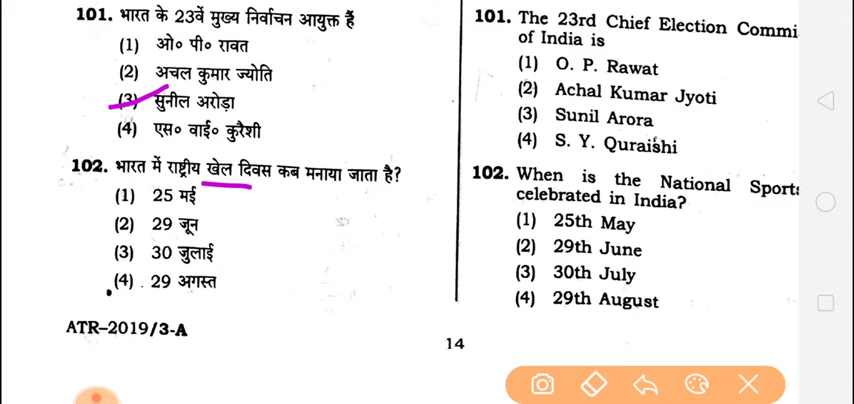 101. भारत के 23वें मुख्य निर्वाचन आयुक्त हैं
(1) ओ० पी० रावत
(2) अचल कुमार ज्योति
(3) सुनील अरोड़ा
(4) एस० वाई० कुरैशी
102. भारत में राष्ट्रीय खेल दिवस कब मनाया जाता है?
(1) 25 मई
(2) 29 जून
(3) 30 जुलाई
(4) 29 अगस्त
ATR–2019/3-A
101. The 23rd Chief Election Commi
of India is
(1) O. P. Rawat
(2) Achal Kumar Jyoti
(3) Sunil Arora
(4) S. Y. Quraishi
102. When is the National Sports
celebrated in India?
(1) 25th May
(2) 29th June
(3) 30th July
(4) 29th August
14